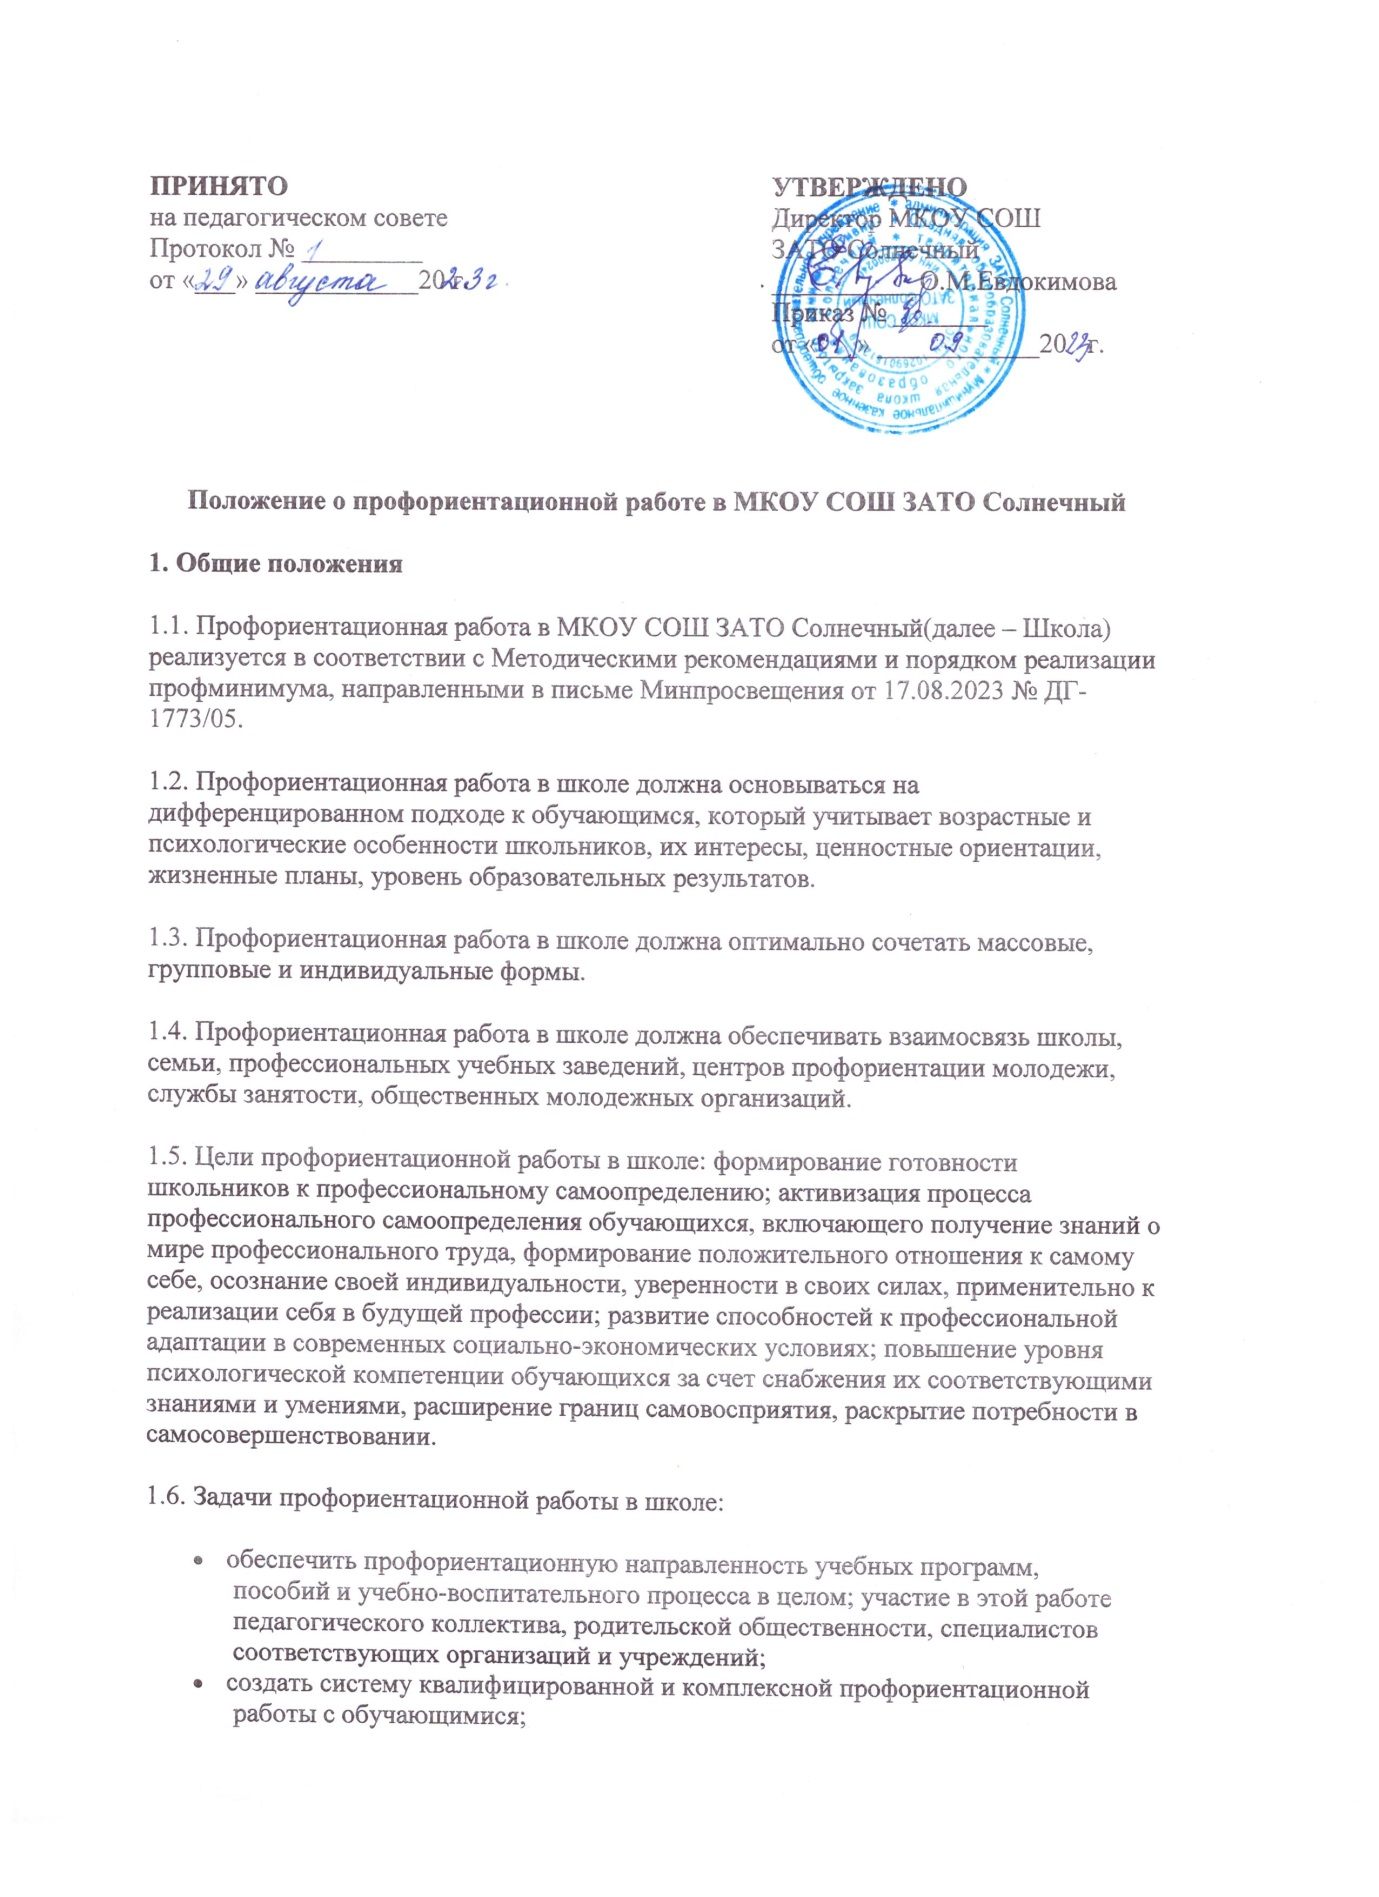 ПРИНЯТО
на педагогическом совете
Протокол № 1
от «29» августа 2023 г.
УТВЕРЖДЕНО
Директор МКОУ СОШ
ЗАТО Солнечный
О.М.Евдокимова
Приказ №
от «01» 09 2023г.
Положение о профориентационной работе в МКОУ СОШ ЗАТО Солнечный
1. Общие положения
1.1. Профориентационная работа в МКОУ СОШ ЗАТО Солнечный(далее – Школа)
реализуется в соответствии с Методическими рекомендациями и порядком реализации
профминимума, направленными в письме Минпросвещения от 17.08.2023 № ДГ-
1773/05.
1.2. Профориентационная работа в школе должна основываться на
дифференцированном подходе к обучающимся, который учитывает возрастные и
психологические особенности школьников, их интересы, ценностные ориентации,
жизненные планы, уровень образовательных результатов.
1.3. Профориентационная работа в школе должна оптимально сочетать массовые,
групповые и индивидуальные формы.
1.4. Профориентационная работа в школе должна обеспечивать взаимосвязь школы,
семьи, профессиональных учебных заведений, центров профориентации молодежи,
службы занятости, общественных молодежных организаций.
1.5. Цели профориентационной работы в школе: формирование готовности
школьников к профессиональному самоопределению; активизация процесса
профессионального самоопределения обучающихся, включающего получение знаний о
мире профессионального труда, формирование положительного отношения к самому
себе, осознание своей индивидуальности, уверенности в своих силах, применительно к
реализации себя в будущей профессии; развитие способностей к профессиональной
адаптации в современных социально-экономических условиях; повышение уровня
психологической компетенции обучающихся за счет снабжения их соответствующими
знаниями и умениями, расширение границ самовосприятия, раскрытие потребности в
самосовершенствовании.
1.6. Задачи профориентационной работы в школе:
• обеспечить профориентационную направленность учебных программ,
пособий и учебно-воспитательного процесса в целом; участие в этой работе
педагогического коллектива, родительской общественности, специалистов
соответствующих организаций и учреждений;
• создать систему квалифицированной и комплексной профориентационной
работы с обучающимися;